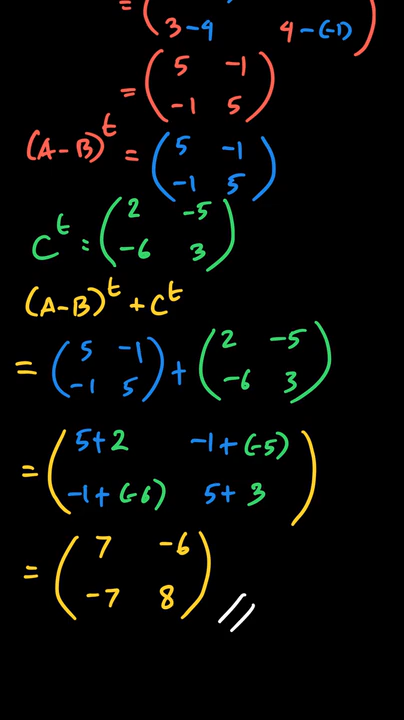 = ( 3-4 4-(-1) )
= ( 5 -1
-1 5 )
(A-B)^t = ( 5 -1
-1 5 )
C^t = ( 2 -5
-6 3 )
(A-B)^t + C^t
= ( 5 -1
-1 5 ) + ( 2 -5
-6 3 )
= ( 5+2 -1+(-5)
-1+(-6) 5+3 )
= ( 7 -6
-7 8 ) //